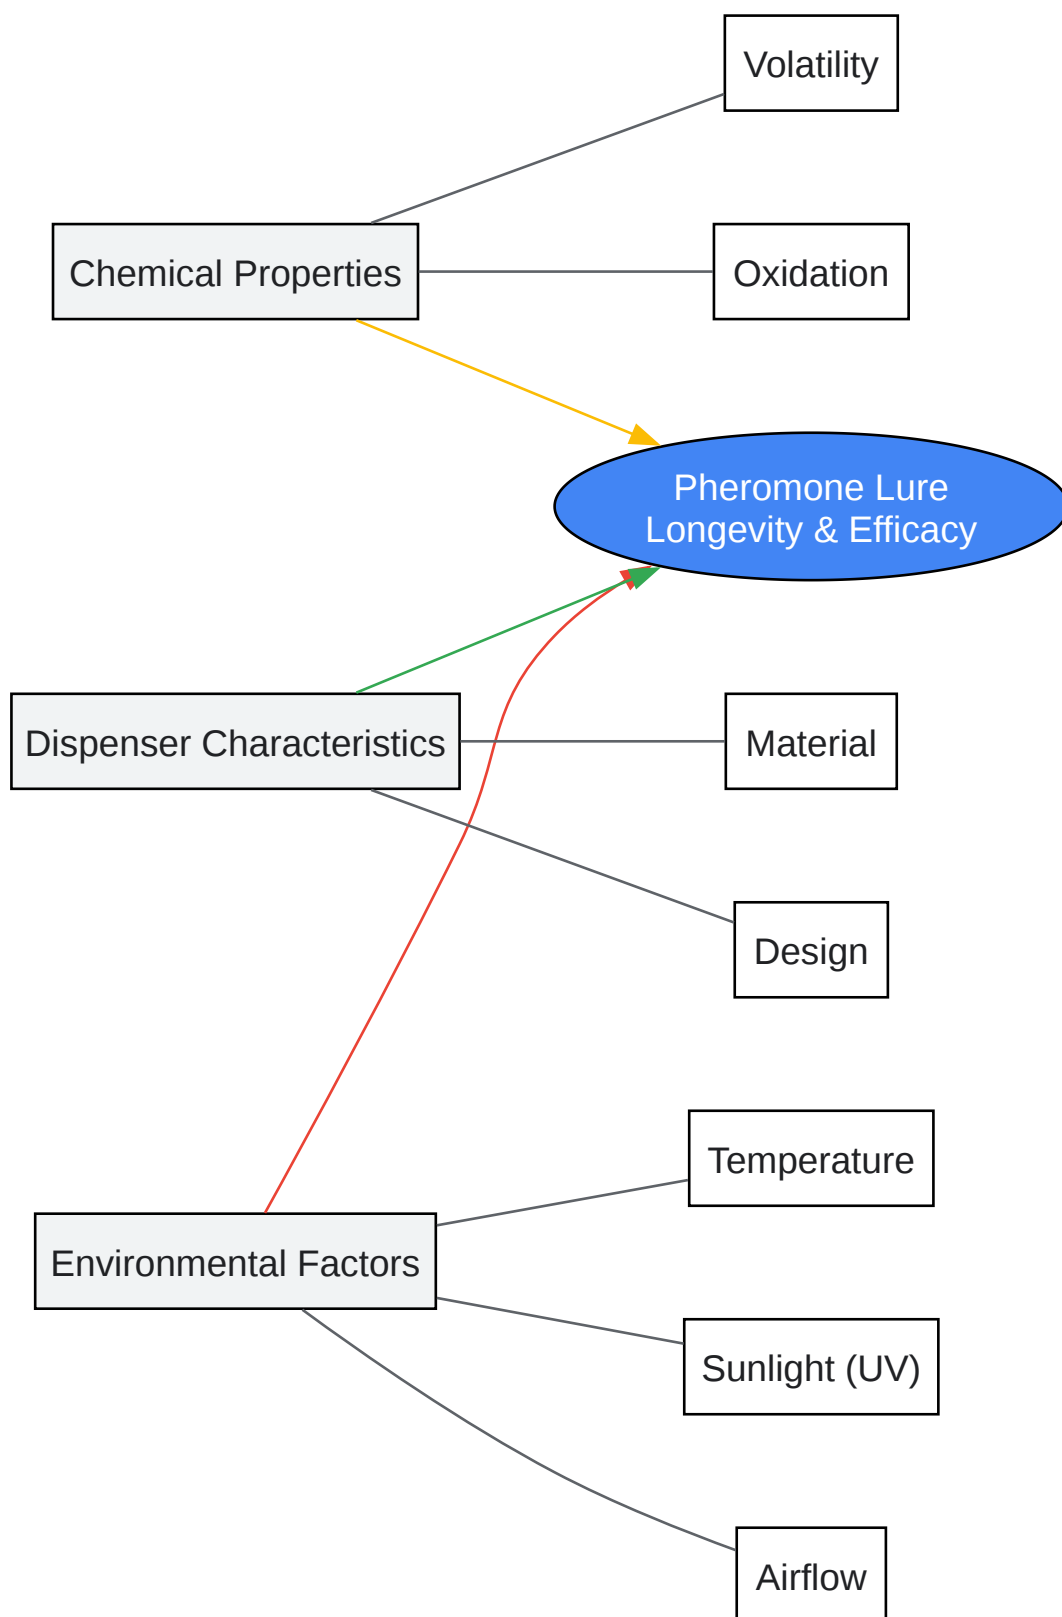 Volatility
Chemical Properties
Oxidation
Pheromone Lure
Longevity & Efficacy
Dispenser Characteristics
Material
Design
Temperature
Environmental Factors
Sunlight (UV)
Airflow